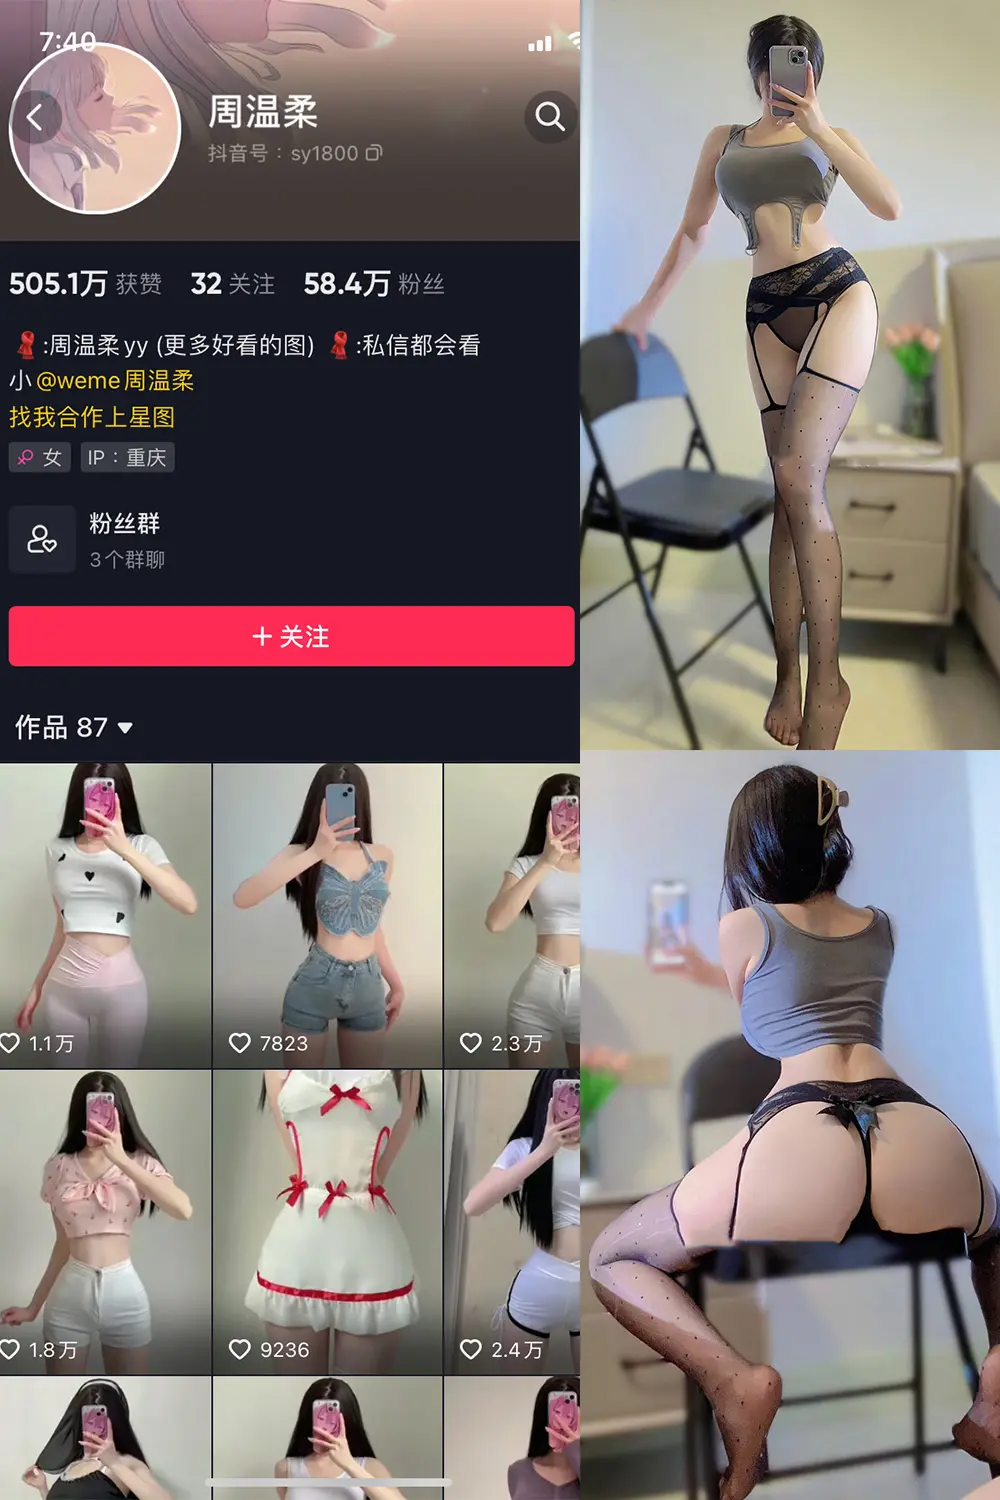 7:40
周温柔
抖音号：sy1800
505.1万 获赞 32 关注 58.4万 粉丝
:周温柔yy (更多好看的图) :私信都会看
小@weme周温柔
找我合作上星图
女 IP：重庆
粉丝群
3个群聊
+ 关注
作品 87
1.1万 7823 2.3万
1.8万 9236 2.4万